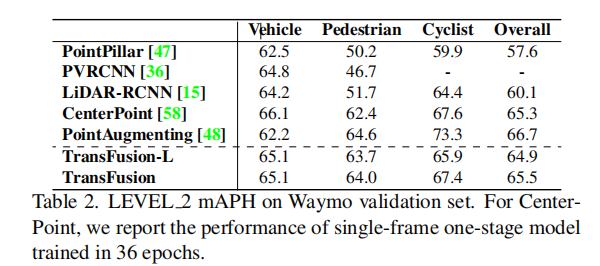 Vehicle Pedestrian Cyclist Overall
PointPillar [47] 62.5 50.2 59.9 57.6
PVRCNN [36] 64.8 46.7 - -
LiDAR-RCNN [15] 64.2 51.7 64.4 60.1
CenterPoint [58] 66.1 62.4 67.6 65.3
PointAugmenting [48] 62.2 64.6 73.3 66.7
TransFusion-L 65.1 63.7 65.9 64.9
TransFusion 65.1 64.0 67.4 65.5
Table 2. LEVEL_2 mAPH on Waymo validation set. For Center-
Point, we report the performance of single-frame one-stage model
trained in 36 epochs.